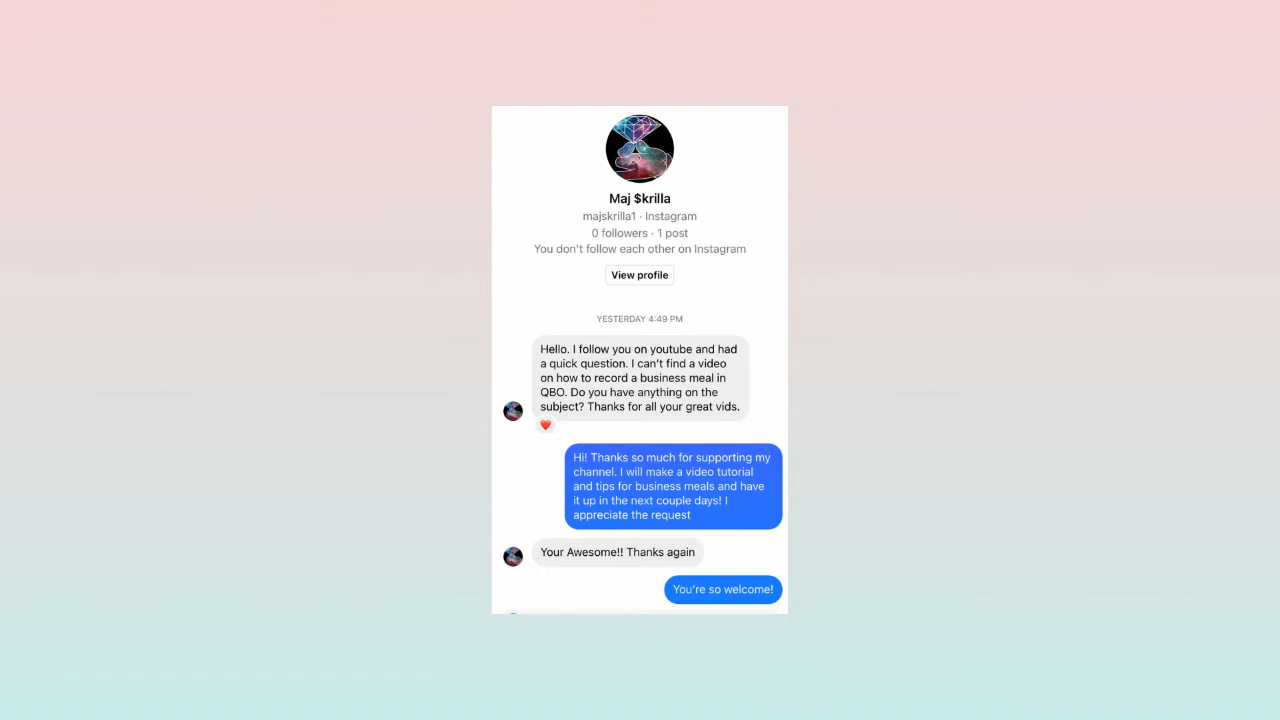 Maj $krilla
majskrilla1 · Instagram
0 followers · 1 post
You don't follow each other on Instagram
View profile
YESTERDAY 4:49 PM
Hello. I follow you on youtube and had
a quick question. I can't find a video
on how to record a business meal in
QBO. Do you have anything on the
subject? Thanks for all your great vids.
Hi! Thanks so much for supporting my
channel. I will make a video tutorial
and tips for business meals and have
it up in the next couple days! I
appreciate the request
Your Awesome!! Thanks again
You're so welcome!